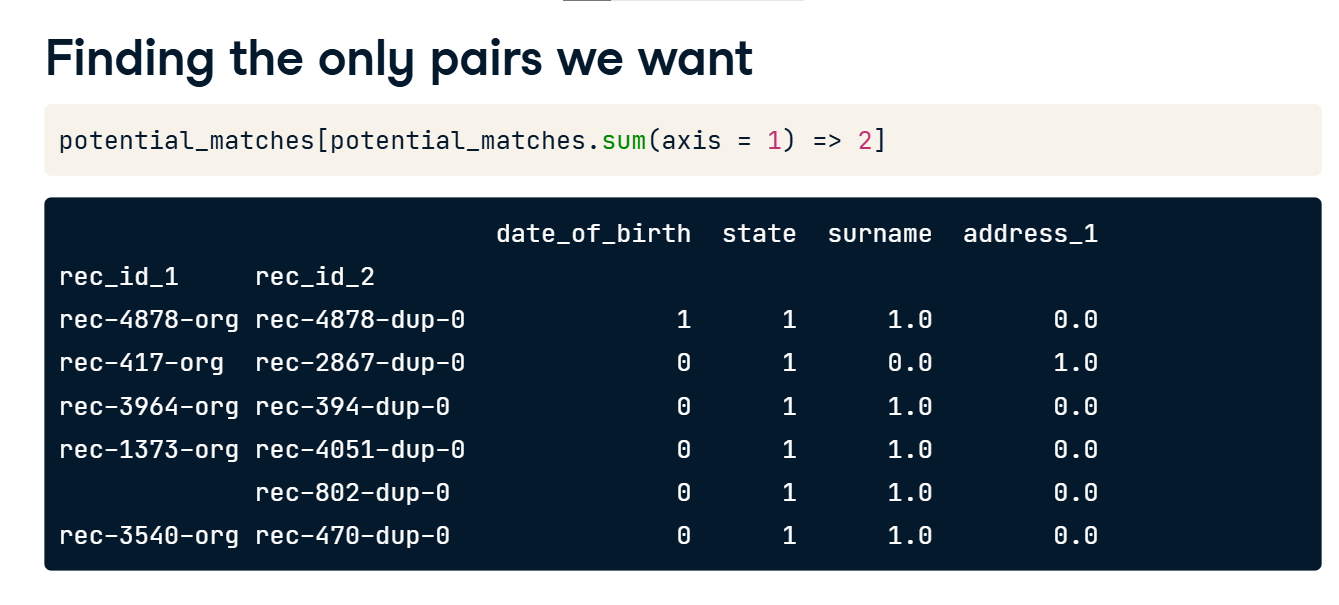 Finding the only pairs we want
potential_matches[potential_matches.sum(axis = 1) => 2]
date_of_birth state surname address_1
rec_id_1 rec_id_2
rec-4878-org rec-4878-dup-0 1 1 1.0 0.0
rec-417-org rec-2867-dup-0 0 1 0.0 1.0
rec-3964-org rec-394-dup-0 0 1 1.0 0.0
rec-1373-org rec-4051-dup-0 0 1 1.0 0.0
rec-802-dup-0 0 1 1.0 0.0
rec-3540-org rec-470-dup-0 0 1 1.0 0.0